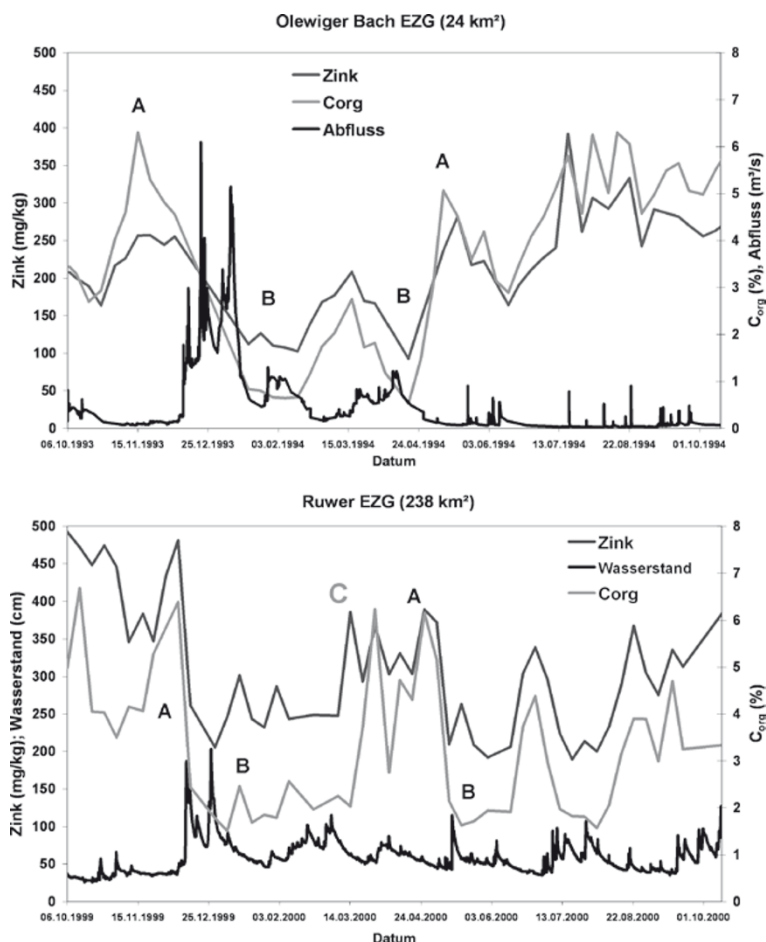 Olewiger Bach EZG (24 km²)
500
450
400
350
300
250
200
150
100
50
0
Zink (mg/kg)
8
7
6
5
4
3
2
1
0
Corg (%), Abfluss (m³/s)
Zink
Corg
Abfluss
A
B
B
A
06.10.1993 15.11.1993 25.12.1993 03.02.1994 15.03.1994 24.04.1994 03.06.1994 13.07.1994 22.08.1994 01.10.1994
Datum
Ruwer EZG (238 km²)
500
450
400
350
300
250
200
150
100
50
0
Zink (mg/kg); Wasserstand (cm)
8
7
6
5
4
3
2
1
0
Corg (%)
Zink
Wasserstand
Corg
A
B
C
A
B
06.10.1999 15.11.1999 25.12.1999 03.02.2000 14.03.2000 24.04.2000 03.06.2000 13.07.2000 22.08.2000 01.10.2000
Datum